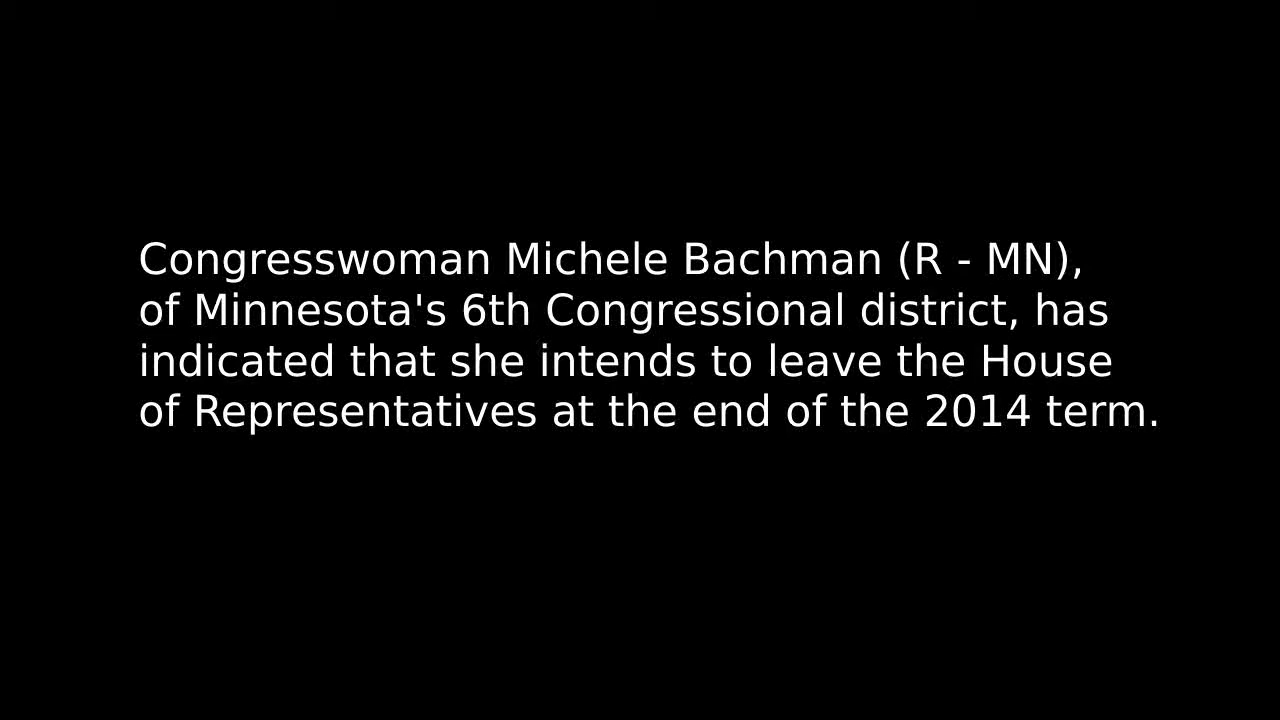 Congresswoman Michele Bachman (R - MN),
of Minnesota's 6th Congressional district, has
indicated that she intends to leave the House
of Representatives at the end of the 2014 term.